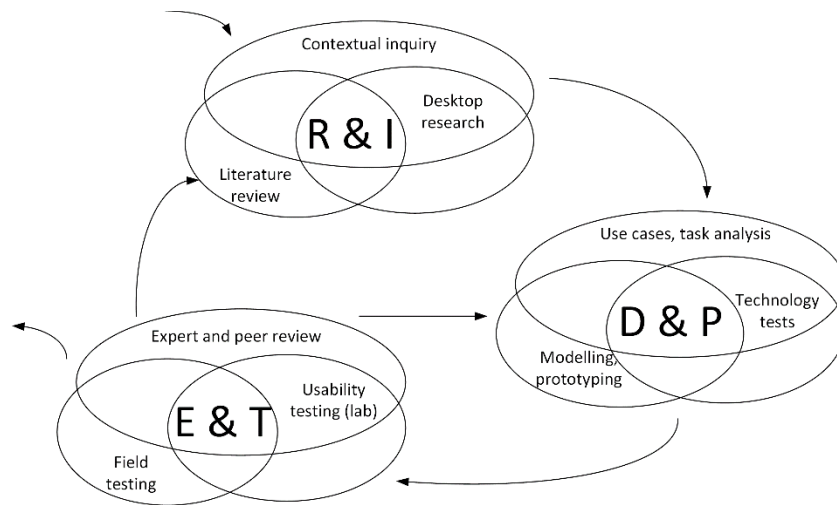 Contextual inquiry
Desktop
research
R & I
Literature
review
Use cases, task analysis
Technology
tests
D & P
Modelling,
prototyping
Expert and peer review
Usability
testing (lab)
E & T
Field
testing